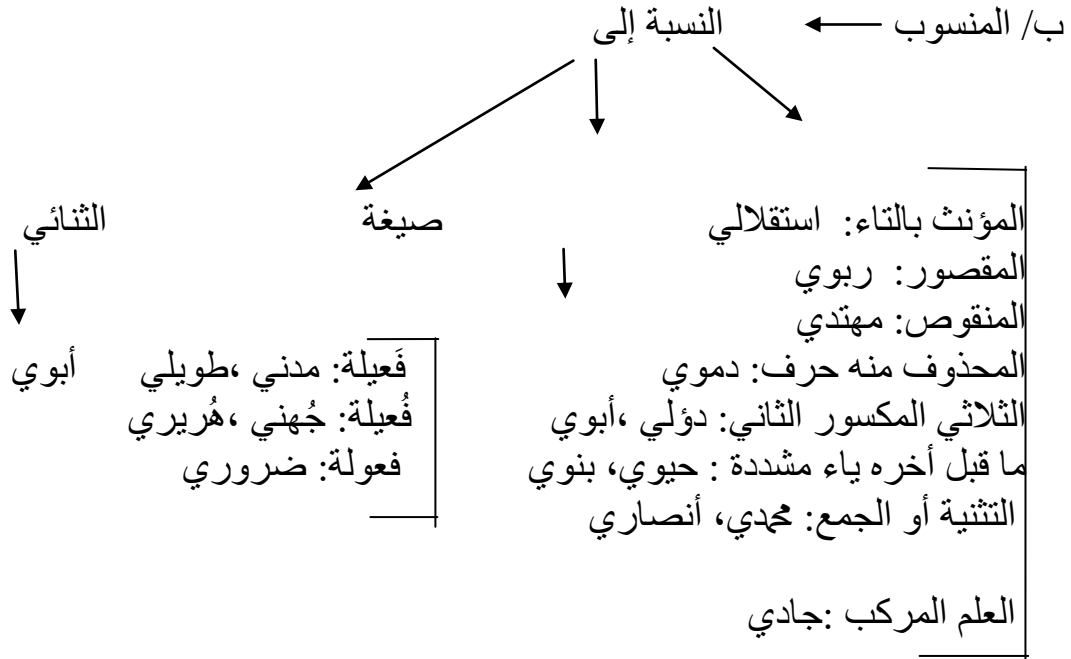 ب/ المنسوب النسبة إلى
المؤنث بالتاء: استقلالي صيغة الثنائي
المقصور: ربوي
المنقوص: مهتدي
المحذوف منه حرف: دموي فَعيلة: مدني ،طويلي أبوي
الثلاثي المكسور الثاني: دؤلي ،أبوي فُعيلة: جُهني ،هُريري
ما قبل أخره ياء مشددة : حيوي، بنوي فعولة: ضروري
التثنية أو الجمع: محمدي، أنصاري
العلم المركب :جادي